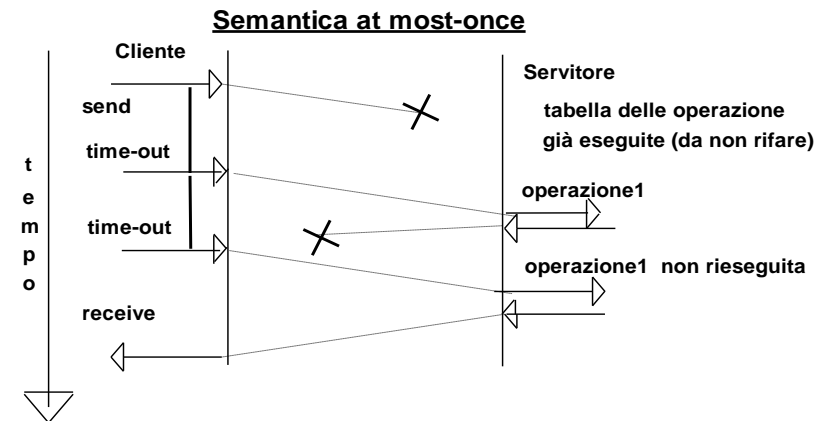 Semantica at most-once
Cliente
Servitore
send
tabella delle operazione
già eseguite (da non rifare)
time-out
tempo
operazione1
time-out
operazione1 non rieseguita
receive